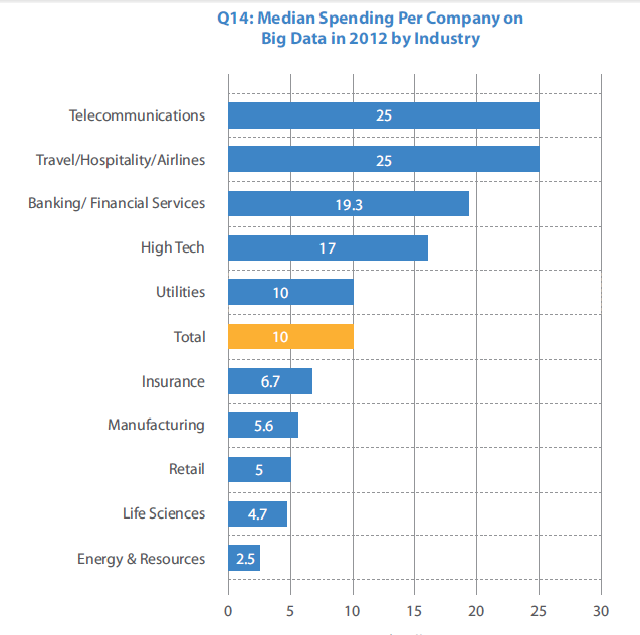 Q14: Median Spending Per Company on
Big Data in 2012 by Industry
Telecommunications 25
Travel/Hospitality/Airlines 25
Banking/ Financial Services 19.3
High Tech 17
Utilities 10
Total 10
Insurance 6.7
Manufacturing 5.6
Retail 5
Life Sciences 4.7
Energy & Resources 2.5
0 5 10 15 20 25 30